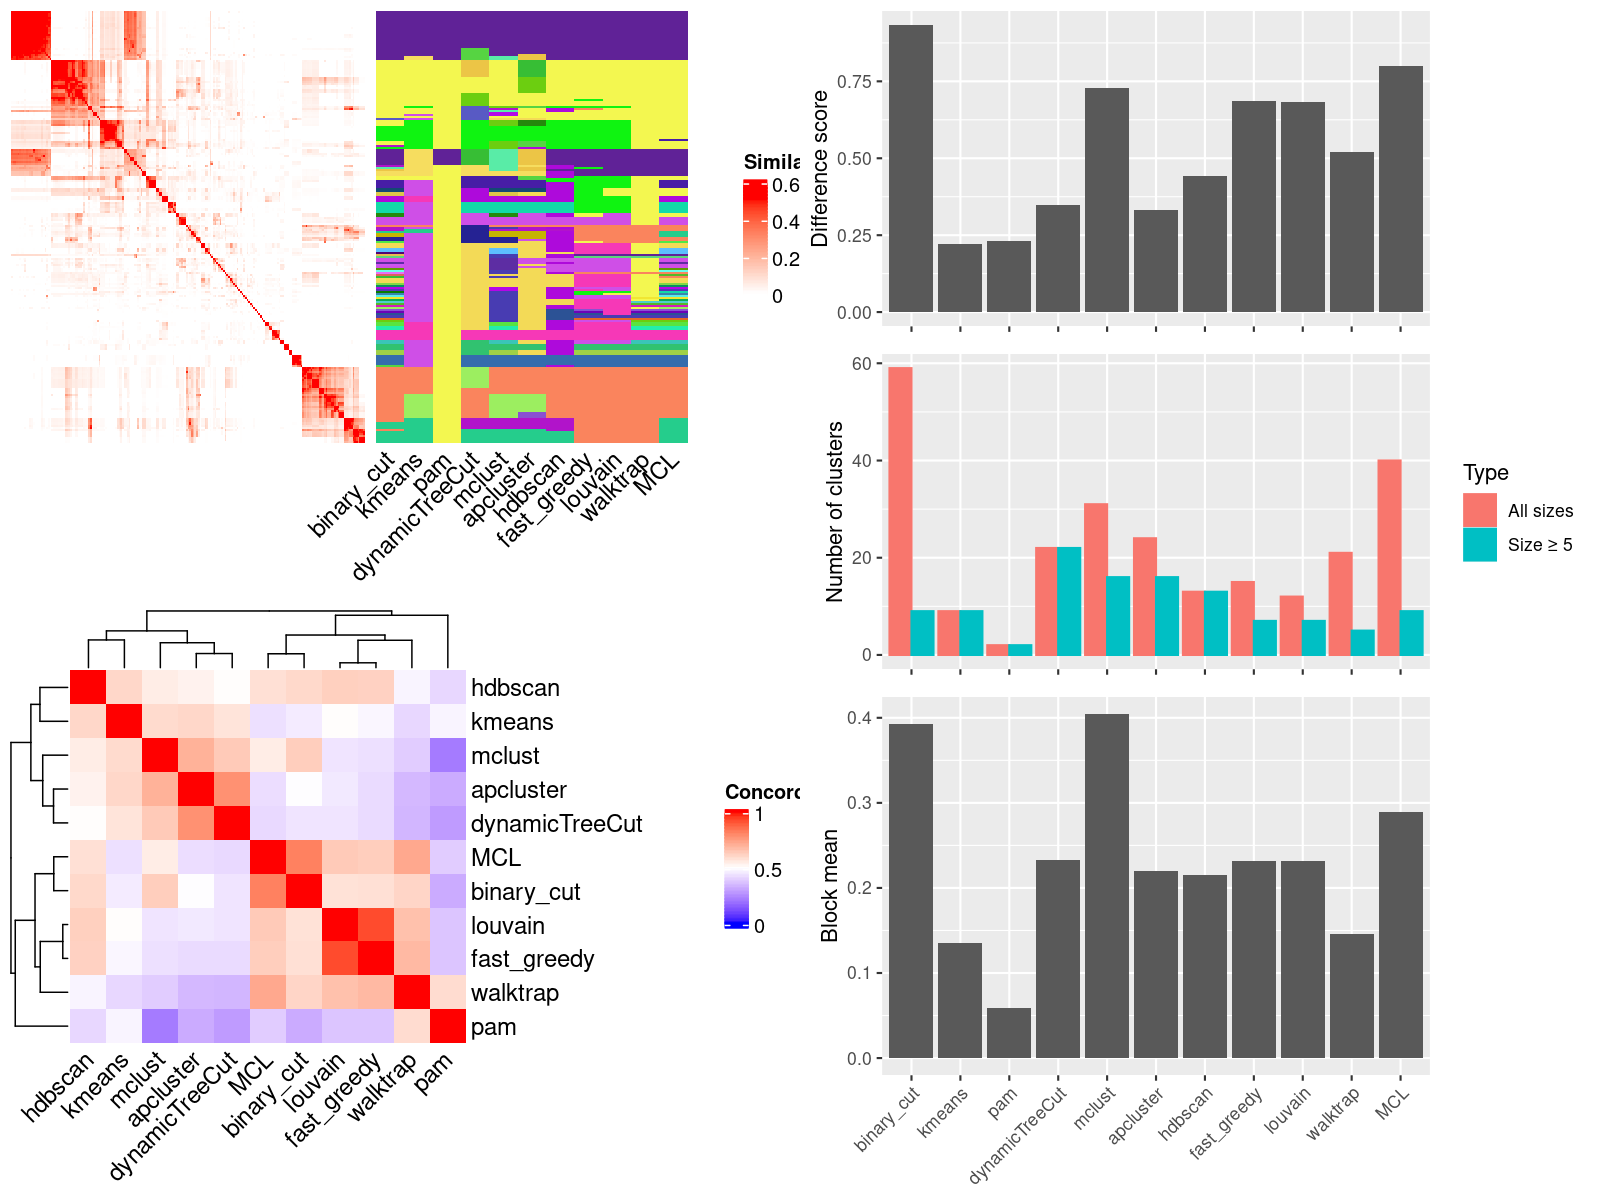 Simila
0.6
0.4
0.2
0
binary_cut
kmeans
pam
dynamicTreeCut
mclust
apcluster
hdbscan
fast_greedy
louvain
walktrap
MCL
hdbscan
kmeans
mclust
apcluster
dynamicTreeCut
MCL
binary_cut
louvain
fast_greedy
walktrap
pam
hdbscan
kmeans
mclust
apcluster
dynamicTreeCut
MCL
binary_cut
louvain
fast_greedy
walktrap
pam
Concord
1
0.5
0
Difference score
0.75
0.50
0.25
0.00
Number of clusters
60
40
20
0
Type
All sizes
Size ≥ 5
Block mean
0.4
0.3
0.2
0.1
0.0
binary_cut
kmeans
pam
dynamicTreeCut
mclust
apcluster
hdbscan
fast_greedy
louvain
walktrap
MCL